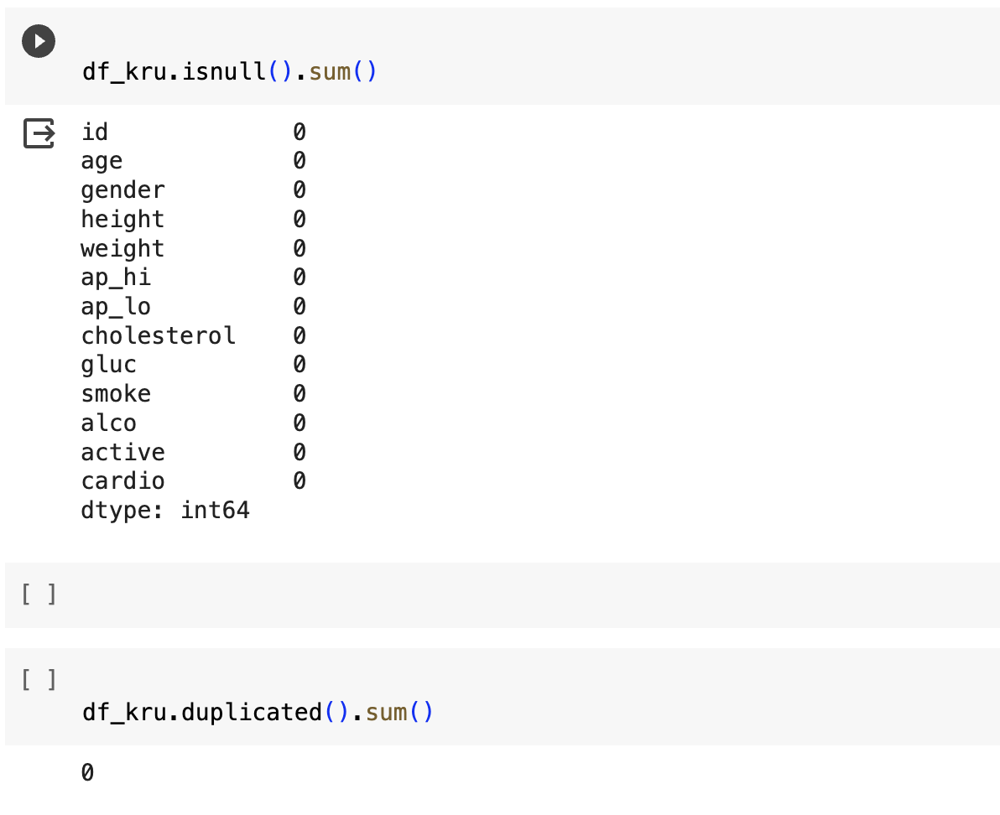 df_kru.isnull().sum()
id 0
age 0
gender 0
height 0
weight 0
ap_hi 0
ap_lo 0
cholesterol 0
gluc 0
smoke 0
alco 0
active 0
cardio 0
dtype: int64
[ ]
[ ]
df_kru.duplicated().sum()
0